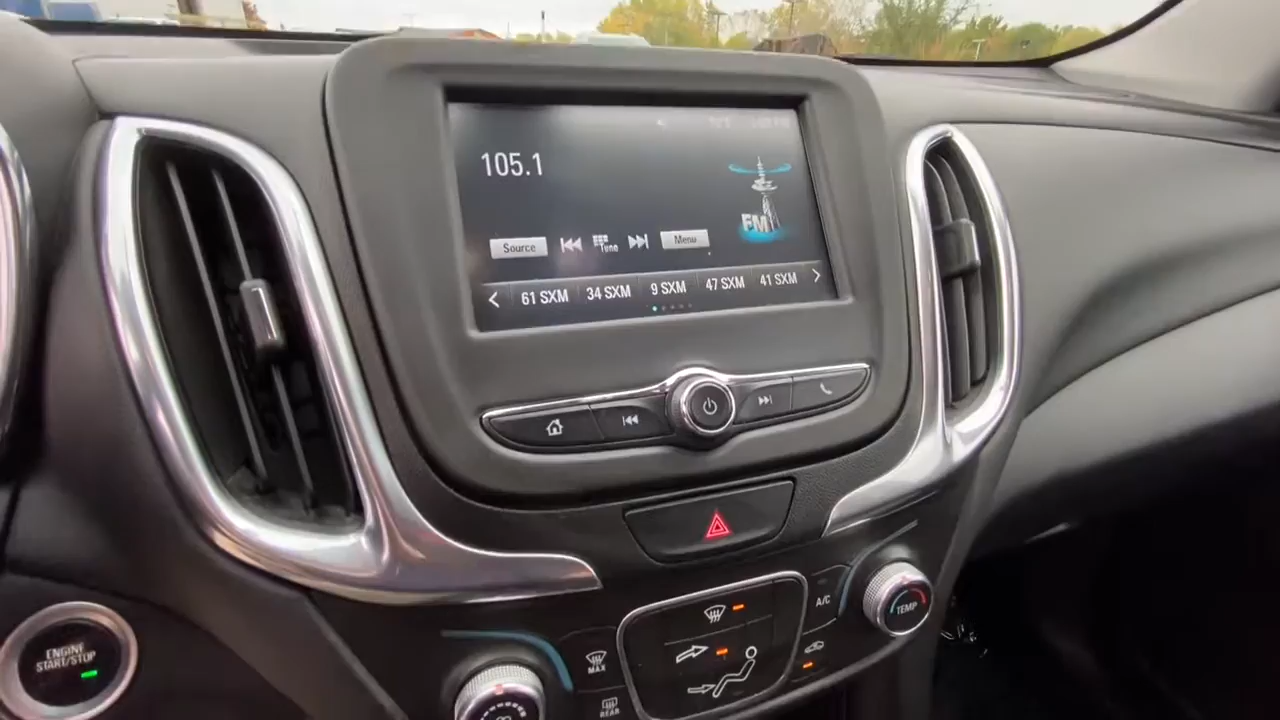 105.1
FM
Source
Tune
Menu
61 SXM
34 SXM
9 SXM
47 SXM
41 SXM
A/C
TEMP
MAX
REAR
ENGINE
START/STOP